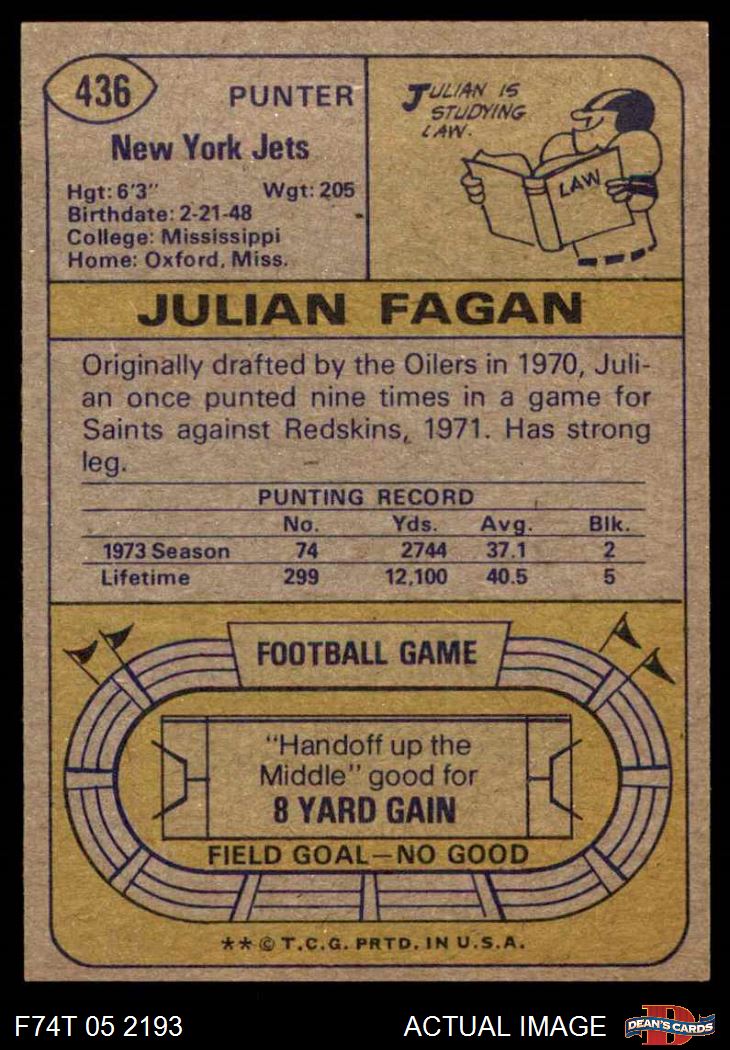 436
PUNTER
New York Jets
Hgt: 6'3" Wgt: 205
Birthdate: 2-21-48
College: Mississippi
Home: Oxford, Miss.
JULIAN IS
STUDYING
LAW.
LAW
JULIAN FAGAN
Originally drafted by the Oilers in 1970, Juli-
an once punted nine times in a game for
Saints against Redskins, 1971. Has strong
leg.
PUNTING RECORD
No. Yds. Avg. Blk.
1973 Season 74 2744 37.1 2
Lifetime 299 12,100 40.5 5
FOOTBALL GAME
"Handoff up the
Middle" good for
8 YARD GAIN
FIELD GOAL—NO GOOD
** © T.C.G. PRTD. IN U.S.A.
F74T 05 2193 ACTUAL IMAGE
D
DEAN'S CARDS